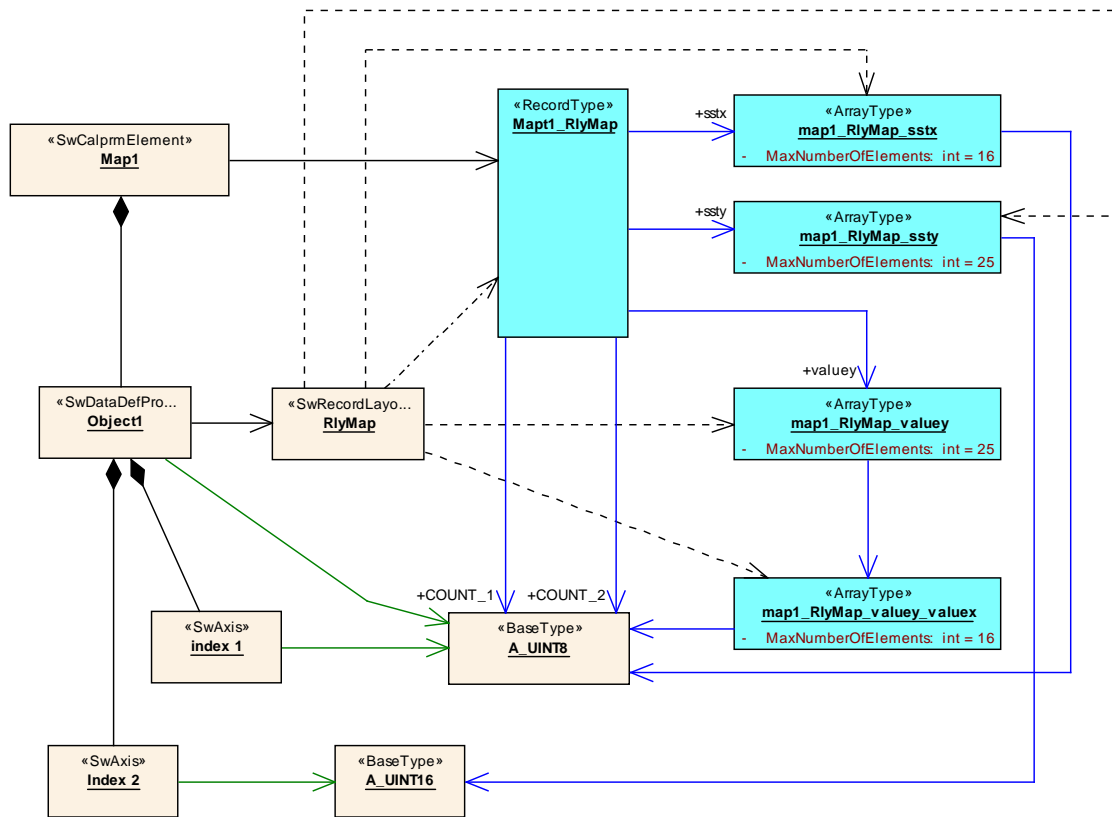 «RecordType»
Mapt1_RlyMap
+sstx
«ArrayType»
map1_RlyMap_sstx
- MaxNumberOfElements: int = 16
«SwCalprmElement»
Map1
+ssty
«ArrayType»
map1_RlyMap_ssty
- MaxNumberOfElements: int = 25
+valuey
«SwDataDefPro...
Object1
«SwRecordLayo...
RlyMap
«ArrayType»
map1_RlyMap_valuey
- MaxNumberOfElements: int = 25
+COUNT_1
+COUNT_2
«ArrayType»
map1_RlyMap_valuey_valuex
- MaxNumberOfElements: int = 16
«SwAxis»
index 1
«BaseType»
A_UINT8
«SwAxis»
Index 2
«BaseType»
A_UINT16